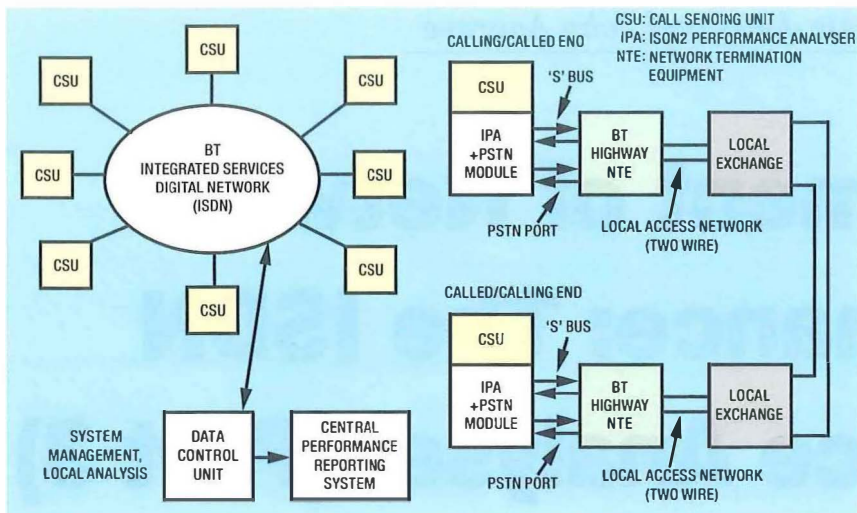 CSU: CALL SENOING UNIT
IPA: ISON2 PERFORMANCE ANALYSER
NTE: NETWORK TERMINATION
EQUIPMENT
CSU
CSU
CSU
CSU
CSU
CSU
CSU
CSU
BT
INTEGRATED SERVICES
DIGITAL NETWORK
(ISDN)
SYSTEM
MANAGEMENT,
LOCAL ANALYSIS
DATA
CONTROL
UNIT
CENTRAL
PERFORMANCE
REPORTING
SYSTEM
CALLING/CALLED ENO
'S' BUS
CSU
IPA
+PSTN
MODULE
BT
HIGHWAY
NTE
LOCAL
EXCHANGE
PSTN PORT
LOCAL ACCESS NETWORK
(TWO WIRE)
CALLED/CALLING END
'S' BUS
CSU
IPA
+PSTN
MODULE
BT
HIGHWAY
NTE
LOCAL
EXCHANGE
PSTN PORT
LOCAL ACCESS NETWORK
(TWO WIRE)